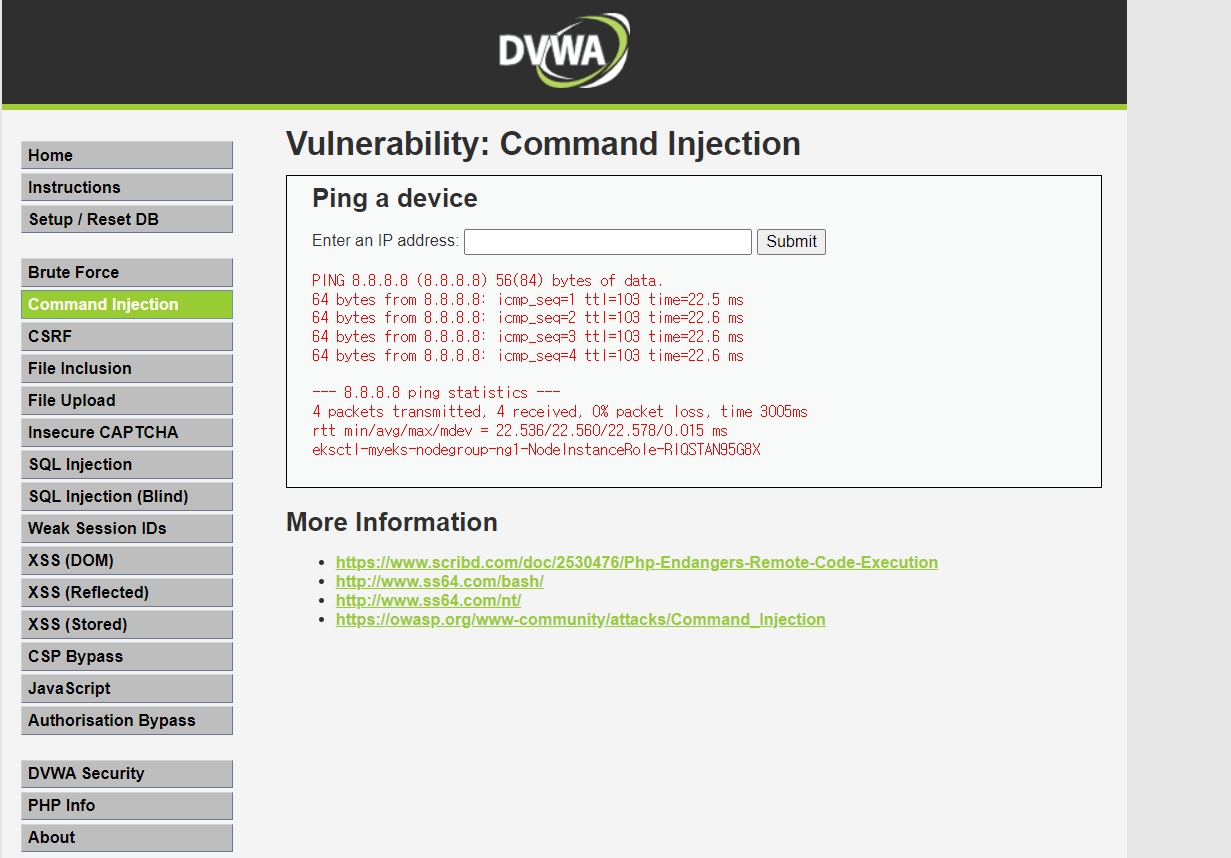 DVWA
Home
Instructions
Setup / Reset DB
Brute Force
Command Injection
CSRF
File Inclusion
File Upload
Insecure CAPTCHA
SQL Injection
SQL Injection (Blind)
Weak Session IDs
XSS (DOM)
XSS (Reflected)
XSS (Stored)
CSP Bypass
JavaScript
Authorisation Bypass
DVWA Security
PHP Info
About
Vulnerability: Command Injection
Ping a device
Enter an IP address: Submit
PING 8.8.8.8 (8.8.8.8) 56(84) bytes of data.
64 bytes from 8.8.8.8: icmp_seq=1 ttl=103 time=22.5 ms
64 bytes from 8.8.8.8: icmp_seq=2 ttl=103 time=22.6 ms
64 bytes from 8.8.8.8: icmp_seq=3 ttl=103 time=22.6 ms
64 bytes from 8.8.8.8: icmp_seq=4 ttl=103 time=22.6 ms
--- 8.8.8.8 ping statistics ---
4 packets transmitted, 4 received, 0% packet loss, time 3005ms
rtt min/avg/max/mdev = 22.536/22.560/22.578/0.015 ms
eksctl-myeks-nodegroup-ng1-NodeInstanceRole-RIQSTAN95G8X
More Information
https://www.scribd.com/doc/2530476/Php-Endangers-Remote-Code-Execution
http://www.ss64.com/bash/
http://www.ss64.com/nt/
https://owasp.org/www-community/attacks/Command_Injection